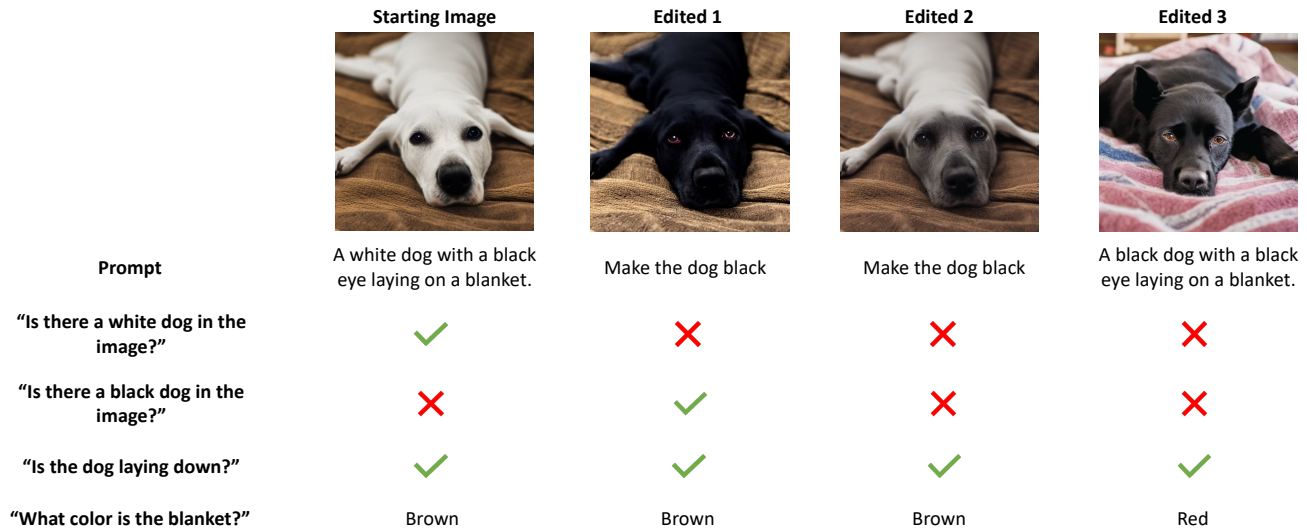 Starting Image Edited 1 Edited 2 Edited 3
Prompt
A white dog with a black
eye laying on a blanket.
Make the dog black
Make the dog black
A black dog with a black
eye laying on a blanket.
“Is there a white dog in the
image?”
“Is there a black dog in the
image?”
“Is the dog laying down?”
“What color is the blanket?” Brown Brown Brown Red